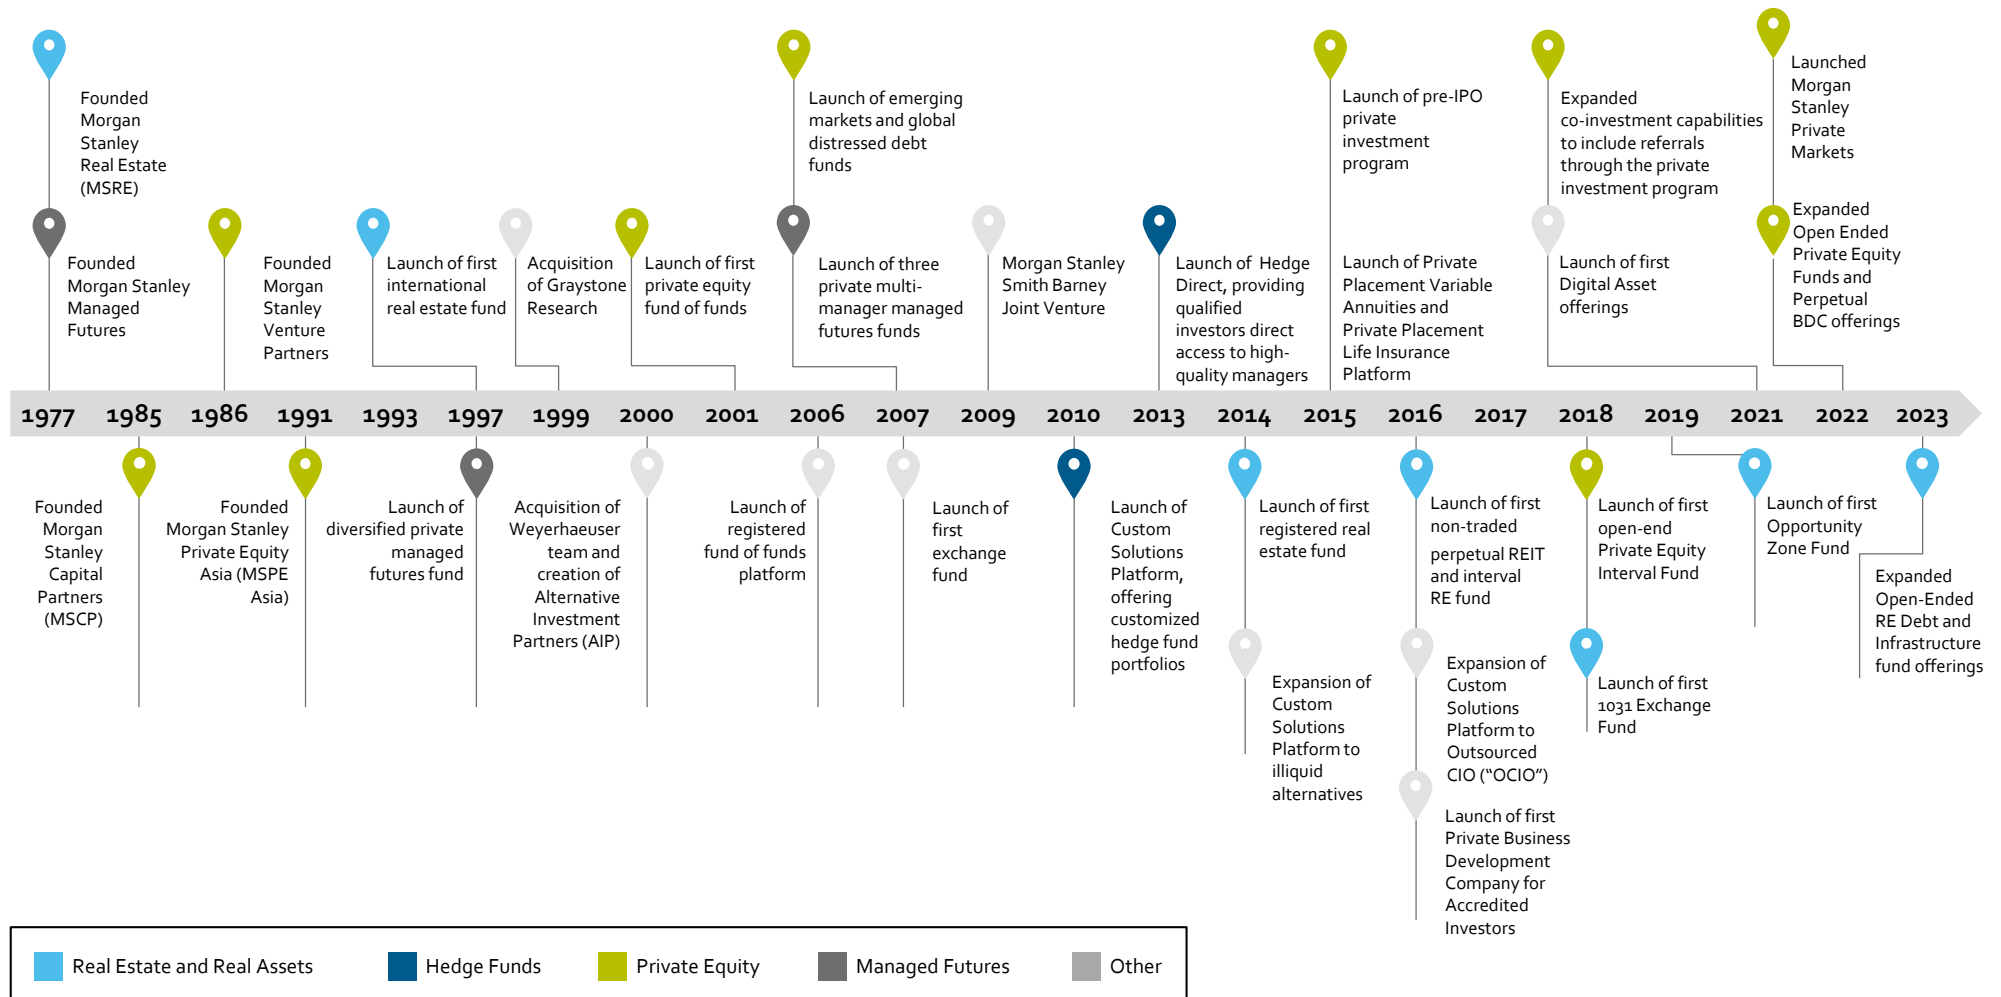 Founded
Morgan
Stanley
Real Estate
(MSRE)
Launch of emerging
markets and global
distressed debt
funds
Launch of pre-IPO
private
investment
program
Expanded
co-investment capabilities
to include referrals
through the private
investment program
Launched
Morgan
Stanley
Private
Markets
Founded
Morgan Stanley
Managed
Futures
Founded
Morgan
Stanley
Venture
Partners
Launch of first
international
real estate fund
Acquisition
of Graystone
Research
Launch of first
private equity
fund of funds
Launch of three
private multi-
manager managed
futures funds
Morgan Stanley
Smith Barney
Joint Venture
Launch of Hedge
Direct, providing
qualified
investors direct
access to high-
quality managers
Launch of Private
Placement Variable
Annuities and
Private Placement
Life Insurance
Platform
Launch of first
Digital Asset
offerings
Expanded
Open Ended
Private Equity
Funds and
Perpetual
BDC offerings
1977 1985 1986 1991 1993 1997 1999 2000 2001 2006 2007 2009 2010 2013 2014 2015 2016 2017 2018 2019 2021 2022 2023
Founded
Morgan
Stanley
Capital
Partners
(MSCP)
Founded
Morgan Stanley
Private Equity
Asia (MSPE
Asia)
Launch of
diversified private
managed
futures fund
Acquisition of
Weyerhaeuser
team and
creation of
Alternative
Investment
Partners (AIP)
Launch of
registered
fund of funds
platform
Launch of
first
exchange
fund
Launch of
Custom
Solutions
Platform,
offering
customized
hedge fund
portfolios
Launch of first
registered real
estate fund
Expansion of
Custom
Solutions
Platform to
illiquid
alternatives
Launch of first
non-traded
perpetual REIT
and interval
RE fund
Expansion of
Custom
Solutions
Platform to
Outsourced
CIO (“OCIO”)
Launch of first
Private Business
Development
Company for
Accredited
Investors
Launch of first
open-end
Private Equity
Interval Fund
Launch of first
1031 Exchange
Fund
Launch of first
Opportunity
Zone Fund
Expanded
Open-Ended
RE Debt and
Infrastructure
fund offerings
Real Estate and Real Assets
Hedge Funds
Private Equity
Managed Futures
Other